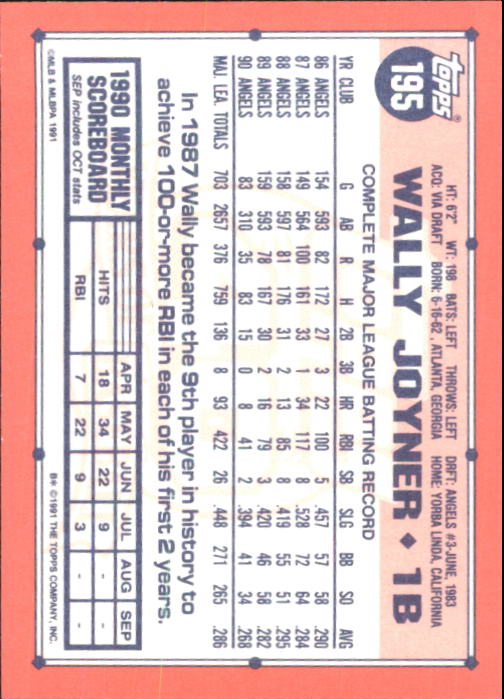 topps®
195
HT: 6'2" WT: 198 BATS: LEFT THROWS: LEFT DRFT: ANGELS #3-JUNE, 1983
ACQ: VIA DRAFT BORN: 6-16-62, ATLANTA, GEORGIA HOME: YORBA LINDA, CALIFORNIA
WALLY JOYNER ◆ 1B
COMPLETE MAJOR LEAGUE BATTING RECORD
YR CLUB G AB R H 2B 3B HR RBI SB SLG BB SO AVG
86 ANGELS 154 593 82 172 27 3 22 100 5 .457 57 58 .290
87 ANGELS 149 564 100 161 33 1 34 117 8 .528 72 64 .284
88 ANGELS 158 597 81 176 31 2 13 85 8 .419 55 51 .295
89 ANGELS 159 593 78 167 30 2 16 79 3 .420 46 58 .282
90 ANGELS 83 310 35 83 15 0 8 41 2 .394 41 34 .268
MAJ. LEA. TOTALS 703 2657 376 759 136 8 93 422 26 .448 271 265 .286
In 1987 Wally became the 9th player in history to
achieve 100-or-more RBI in each of his first 2 years.
1990 MONTHLY
SCOREBOARD
SEP includes OCT stats
APR MAY JUN JUL AUG SEP
HITS 18 34 22 9 - -
RBI 7 22 9 3 - -
©MLB & MLBPA 1991
B* ©1991 THE TOPPS COMPANY, INC.